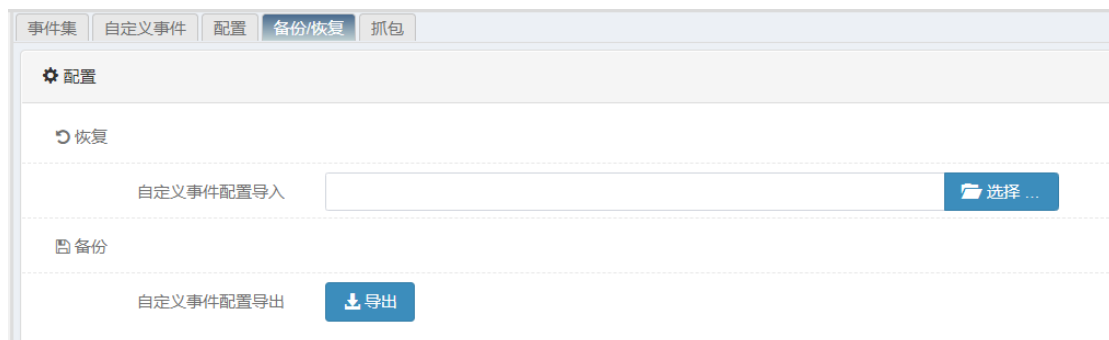 事件集 自定义事件 配置 备份/恢复 抓包
配置
恢复
自定义事件配置导入 选择 ...
备份
自定义事件配置导出 导出